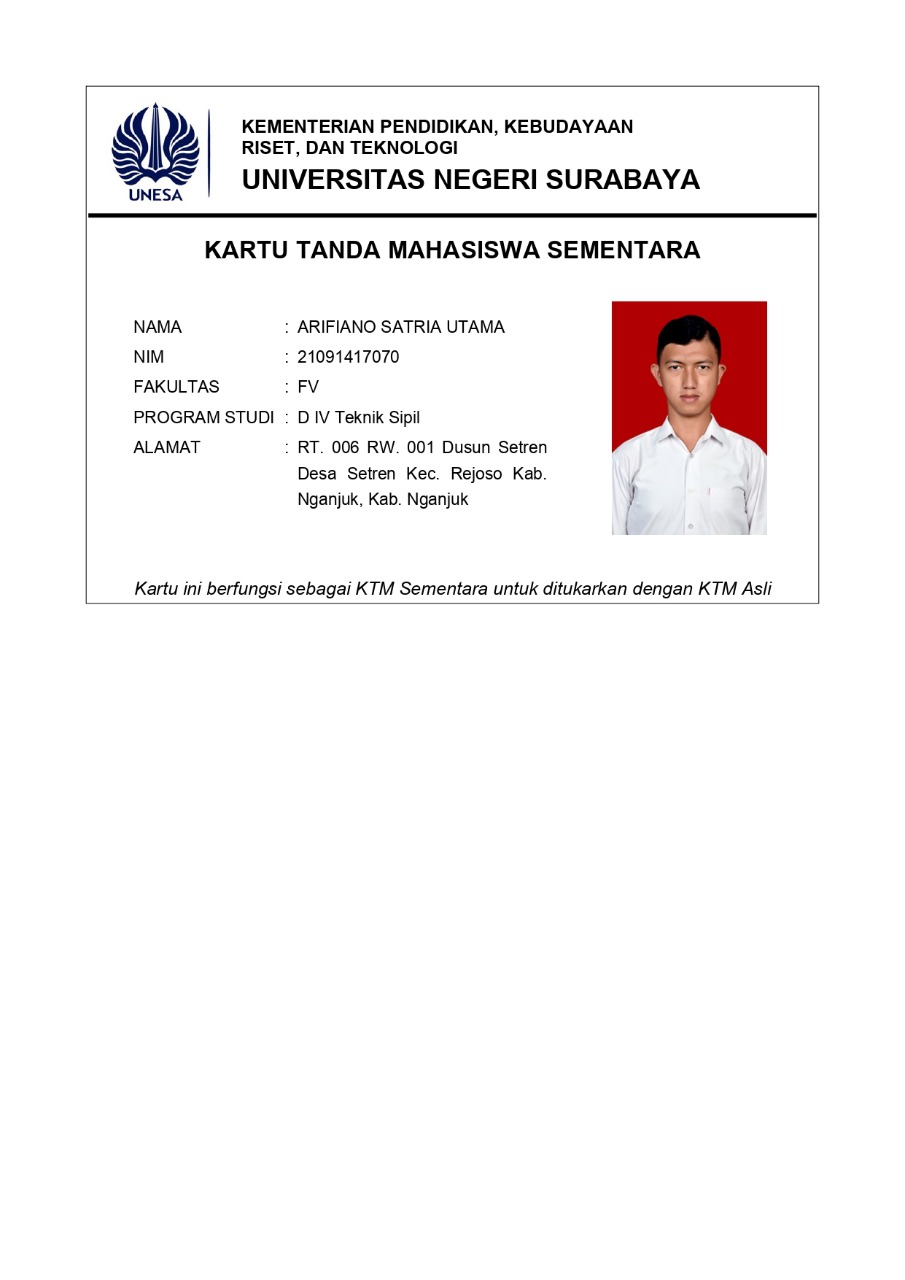 UNESA
KEMENTERIAN PENDIDIKAN, KEBUDAYAAN
RISET, DAN TEKNOLOGI
UNIVERSITAS NEGERI SURABAYA
KARTU TANDA MAHASISWA SEMENTARA
NAMA : ARIFIANO SATRIA UTAMA
NIM : 21091417070
FAKULTAS : FV
PROGRAM STUDI : D IV Teknik Sipil
ALAMAT : RT. 006 RW. 001 Dusun Setren
Desa Setren Kec. Rejoso Kab.
Nganjuk, Kab. Nganjuk
Kartu ini berfungsi sebagai KTM Sementara untuk ditukarkan dengan KTM Asli